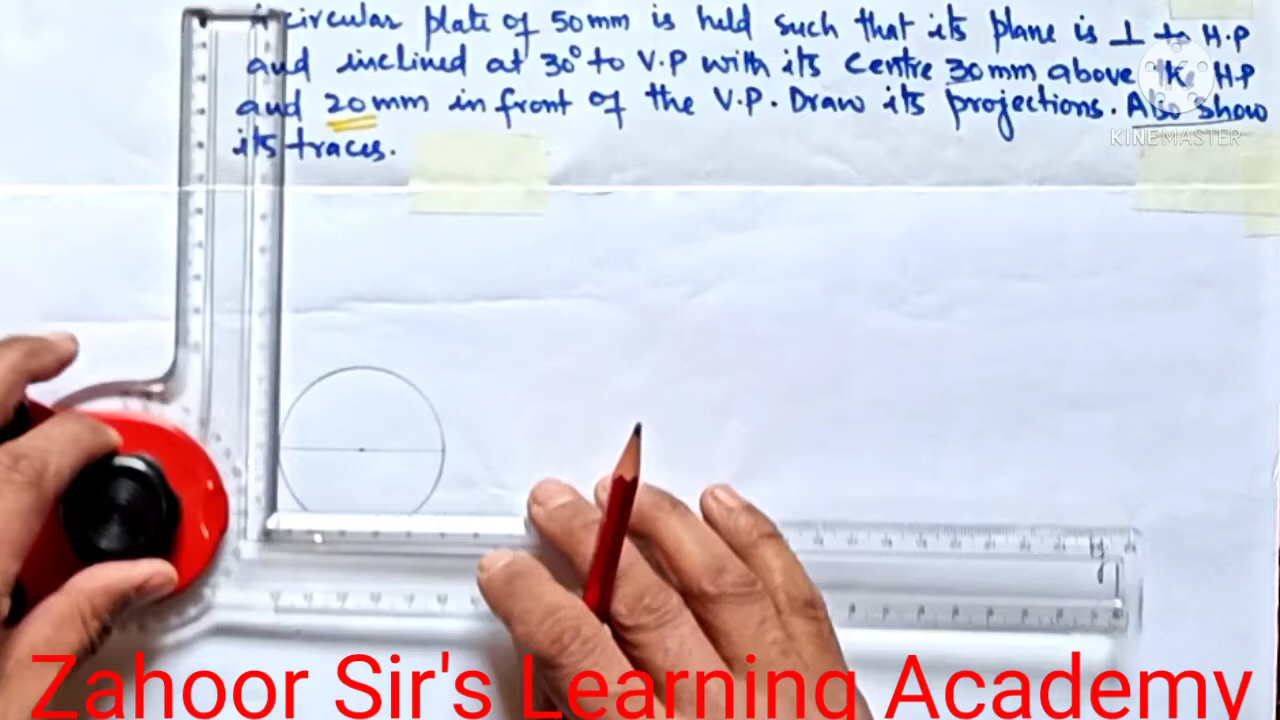 A circular plate of 50mm is held such that its plane is ⊥ to H.P
and inclined at 30° to V.P with its centre 30mm above H.P
and 20mm in front of the V.P. Draw its projections. Also show
its traces.
KINEMASTER
Zahoor Sir's Learning Academy